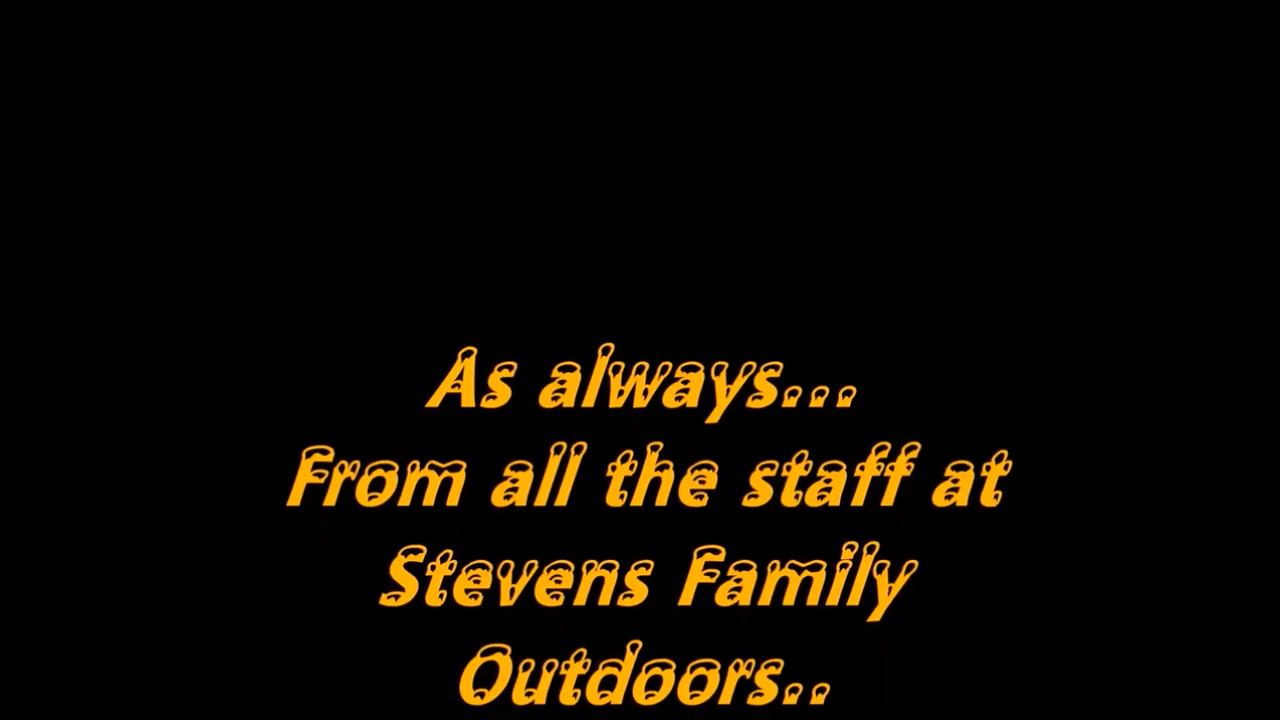 As always...
From all the staff at
Stevens Family
Outdoors..